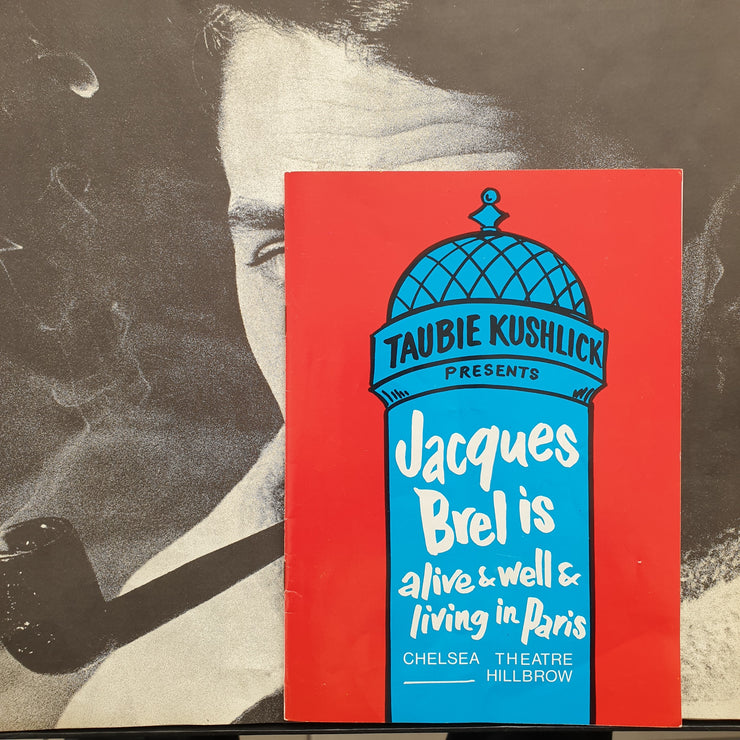 TAUBIE KUSHLICK
PRESENTS
Jacques
Brel is
alive & well &
living in Paris
CHELSEA THEATRE
HILLBROW